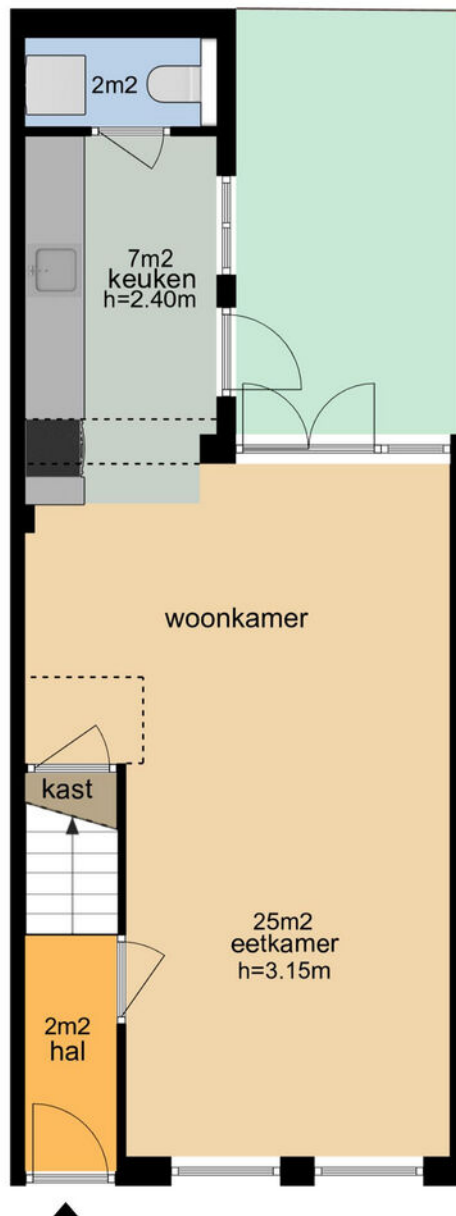 2m2
7m2
keuken
h=2.40m
woonkamer
kast
25m2
eetkamer
h=3.15m
2m2
hal